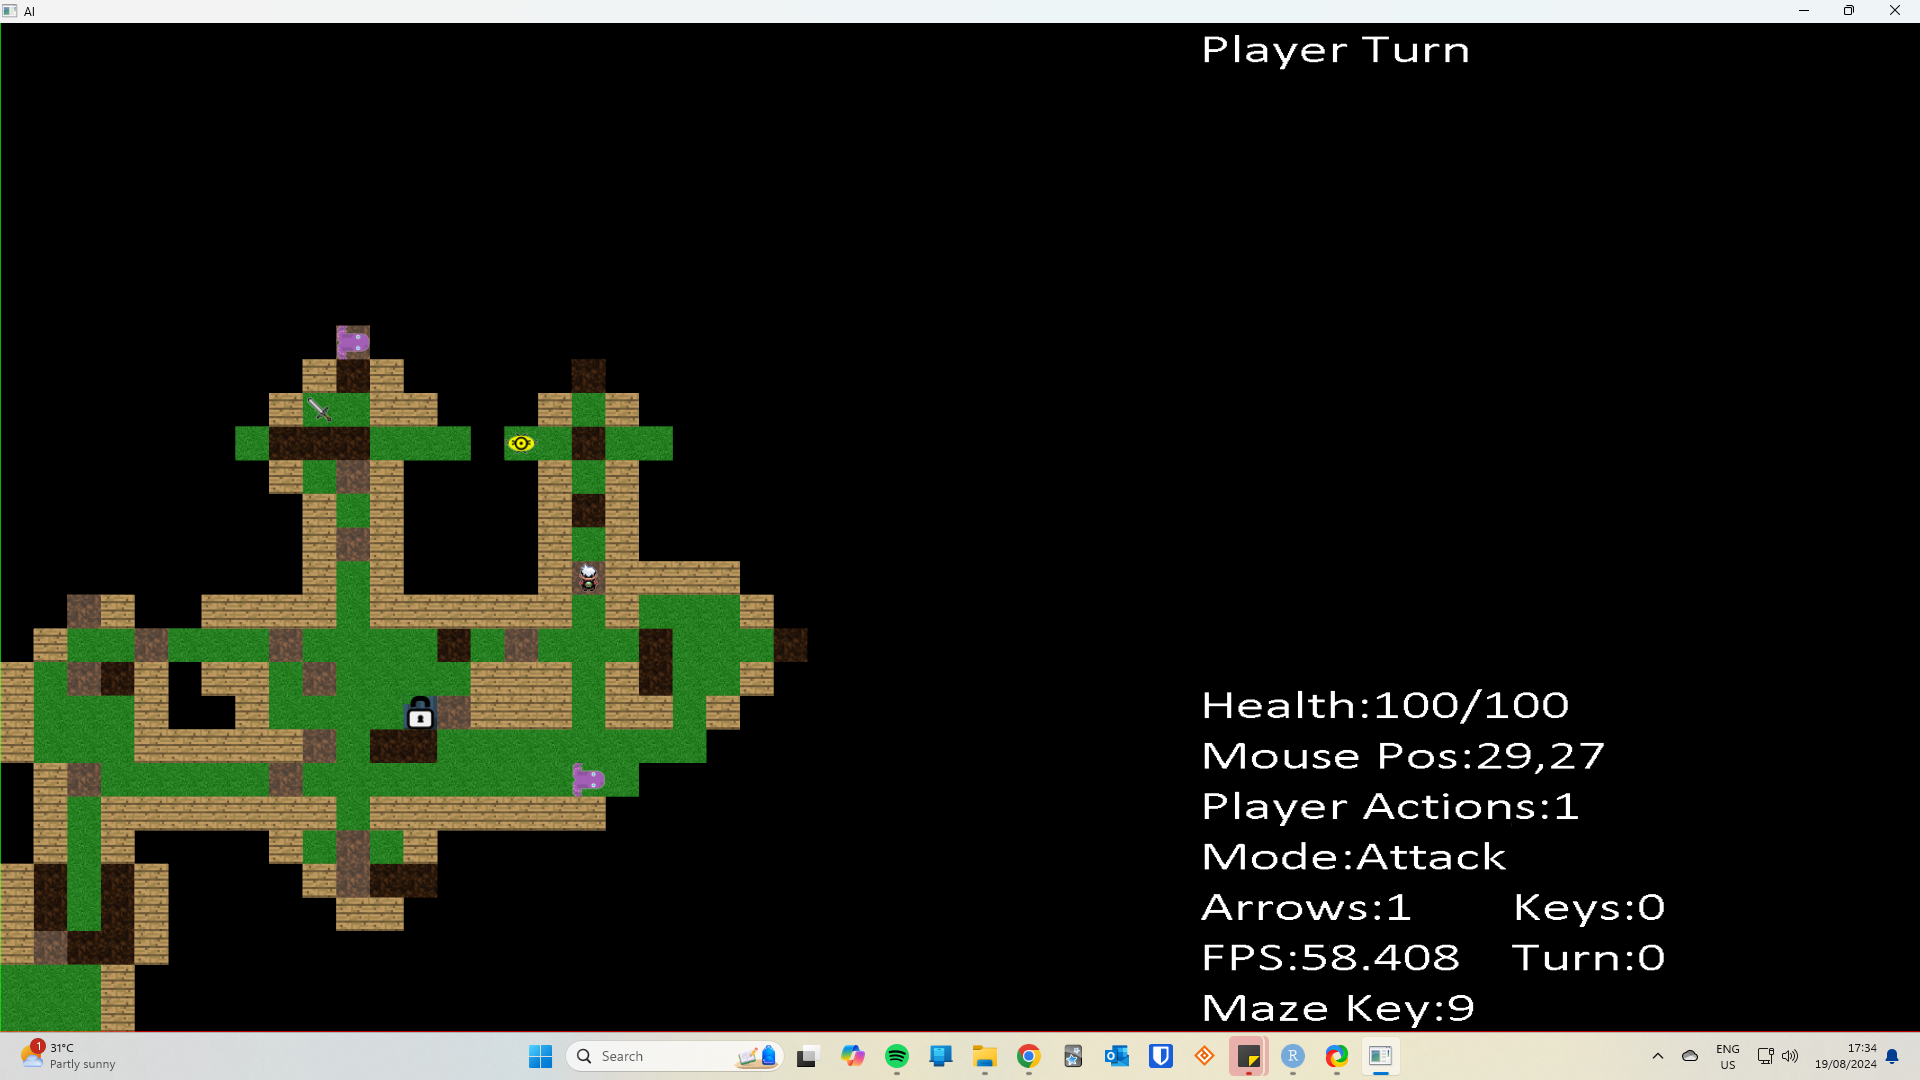 AI
Player Turn
Health:100/100
Mouse Pos:29,27
Player Actions:1
Mode:Attack
Arrows:1 Keys:0
FPS:58.408 Turn:0
Maze Key:9
1
31°C
Partly sunny
Search
R
ENG
US
17:34
19/08/2024